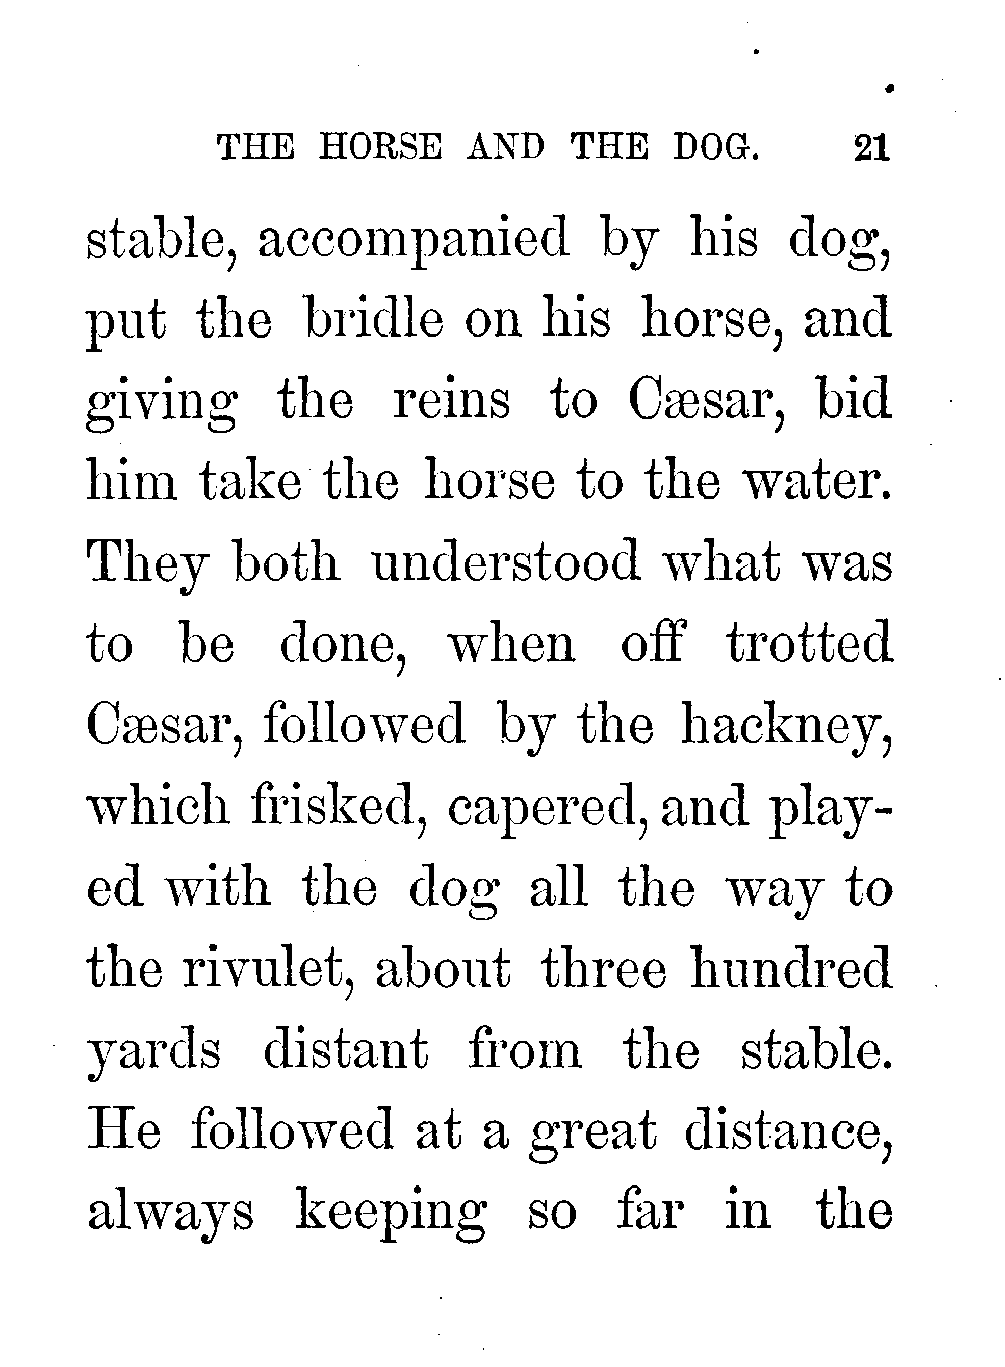 THE HORSE AND THE DOG. 21
stable, accompanied by his dog,
put the bridle on his horse, and
giving the reins to Cæsar, bid
him take the horse to the water.
They both understood what was
to be done, when off trotted
Cæsar, followed by the hackney,
which frisked, capered, and play-
ed with the dog all the way to
the rivulet, about three hundred
yards distant from the stable.
He followed at a great distance,
always keeping so far in the